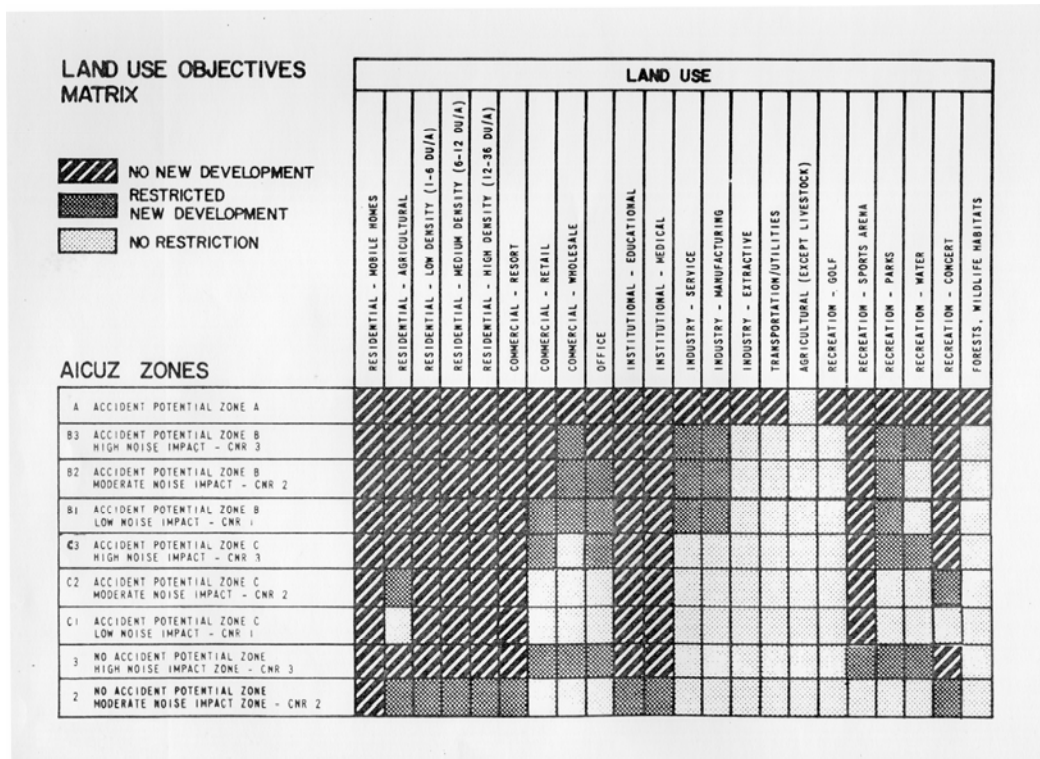 LAND USE OBJECTIVES
MATRIX
NO NEW DEVELOPMENT
RESTRICTED
NEW DEVELOPMENT
NO RESTRICTION
LAND USE
RESIDENTIAL - MOBILE HOMES
RESIDENTIAL - AGRICULTURAL
RESIDENTIAL - LOW DENSITY (1-6 DU/A)
RESIDENTIAL - MEDIUM DENSITY (6-12 DU/A)
RESIDENTIAL - HIGH DENSITY (12-36 DU/A)
COMMERCIAL - RESORT
COMMERCIAL - RETAIL
COMMERCIAL - WHOLESALE
OFFICE
INSTITUTIONAL - EDUCATIONAL
INSTITUTIONAL - MEDICAL
INDUSTRY - SERVICE
INDUSTRY - MANUFACTURING
INDUSTRY - EXTRACTIVE
TRANSPORTATION/UTILITIES
AGRICULTURAL (EXCEPT LIVESTOCK)
RECREATION - GOLF
RECREATION - SPORTS ARENA
RECREATION - PARKS
RECREATION - WATER
RECREATION - CONCERT
FORESTS, WILDLIFE HABITATS
AICUZ ZONES
A ACCIDENT POTENTIAL ZONE A
B3 ACCIDENT POTENTIAL ZONE B
HIGH NOISE IMPACT - CNR 3
B2 ACCIDENT POTENTIAL ZONE B
MODERATE NOISE IMPACT - CNR 2
B1 ACCIDENT POTENTIAL ZONE B
LOW NOISE IMPACT - CNR 1
C3 ACCIDENT POTENTIAL ZONE C
HIGH NOISE IMPACT - CNR 3
C2 ACCIDENT POTENTIAL ZONE C
MODERATE NOISE IMPACT - CNR 2
C1 ACCIDENT POTENTIAL ZONE C
LOW NOISE IMPACT - CNR 1
3 NO ACCIDENT POTENTIAL ZONE
HIGH NOISE IMPACT ZONE - CNR 3
2 NO ACCIDENT POTENTIAL ZONE
MODERATE NOISE IMPACT ZONE - CNR 2